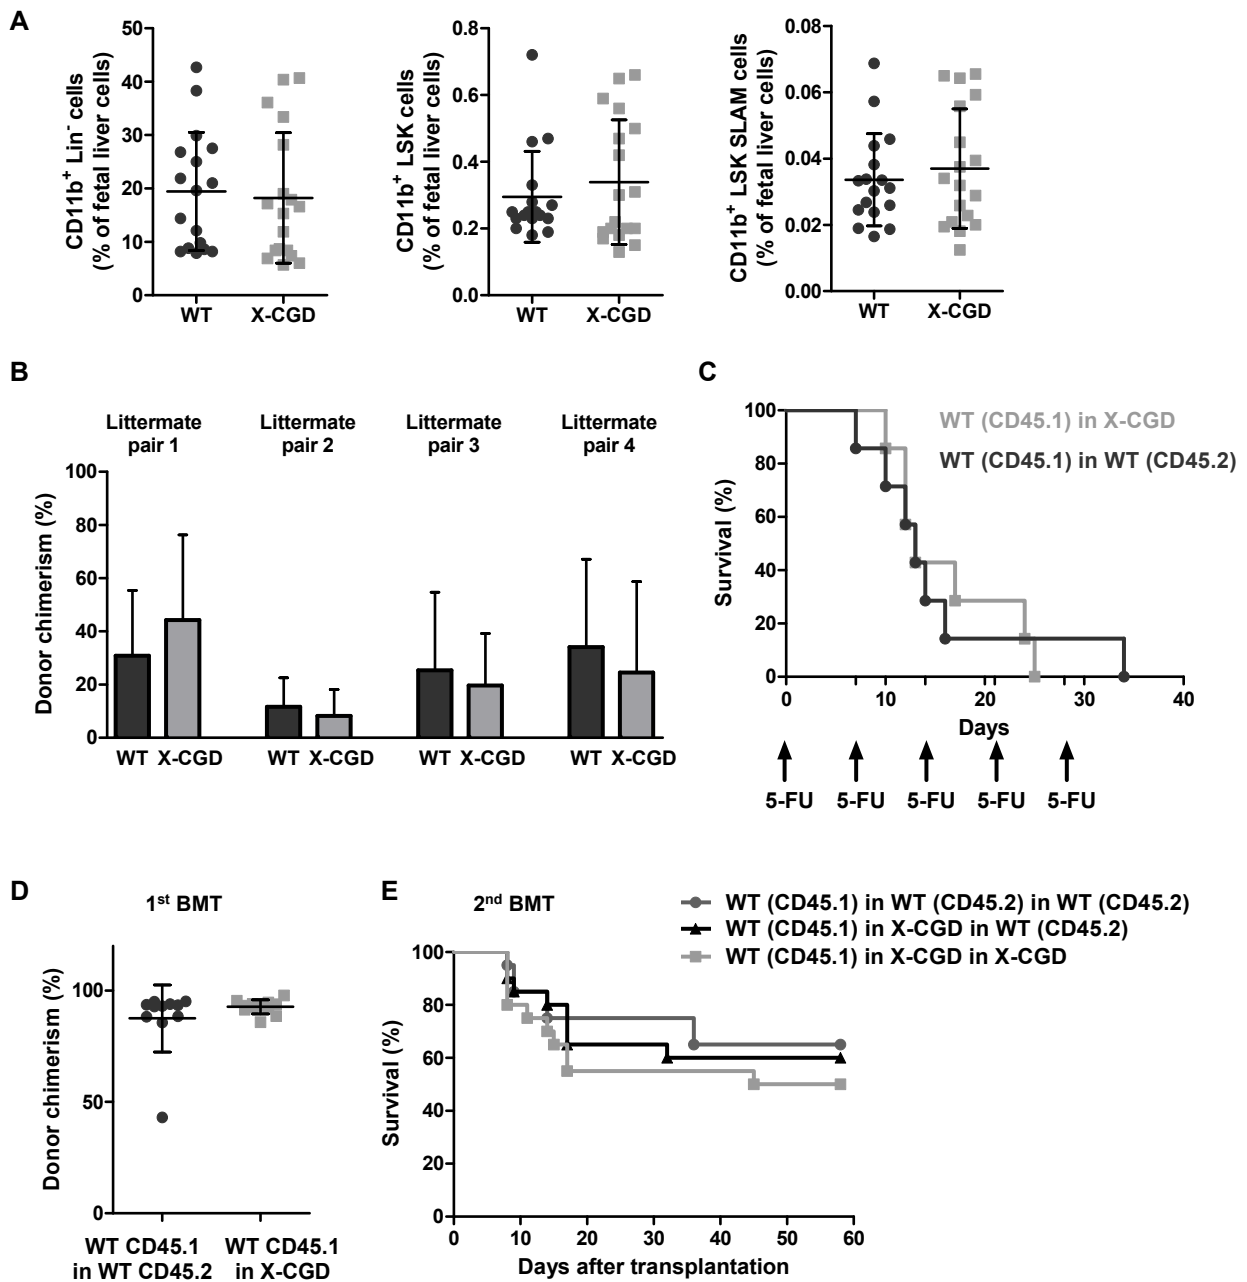 A
CD11b+ Lin- cells
(% of fetal liver cells)
50
40
30
20
10
0
WT X-CGD
CD11b+ LSK cells
(% of fetal liver cells)
0.8
0.6
0.4
0.2
0.0
WT X-CGD
CD11b+ LSK SLAM cells
(% of fetal liver cells)
0.08
0.06
0.04
0.02
0.00
WT X-CGD
B
Littermate
pair 1
Littermate
pair 2
Littermate
pair 3
Littermate
pair 4
Donor chimerism (%)
100
80
60
40
20
0
WT X-CGD
WT X-CGD
WT X-CGD
WT X-CGD
C
WT (CD45.1) in X-CGD
WT (CD45.1) in WT (CD45.2)
Survival (%)
100
80
60
40
20
0
0 10 20 30 40
Days
5-FU 5-FU 5-FU 5-FU 5-FU
D
1st BMT
Donor chimerism (%)
100
50
0
WT CD45.1
in WT CD45.2
WT CD45.1
in X-CGD
E
2nd BMT
WT (CD45.1) in WT (CD45.2) in WT (CD45.2)
WT (CD45.1) in X-CGD in WT (CD45.2)
WT (CD45.1) in X-CGD in X-CGD
Survival (%)
100
80
60
40
20
0
0 10 20 30 40 50 60
Days after transplantation